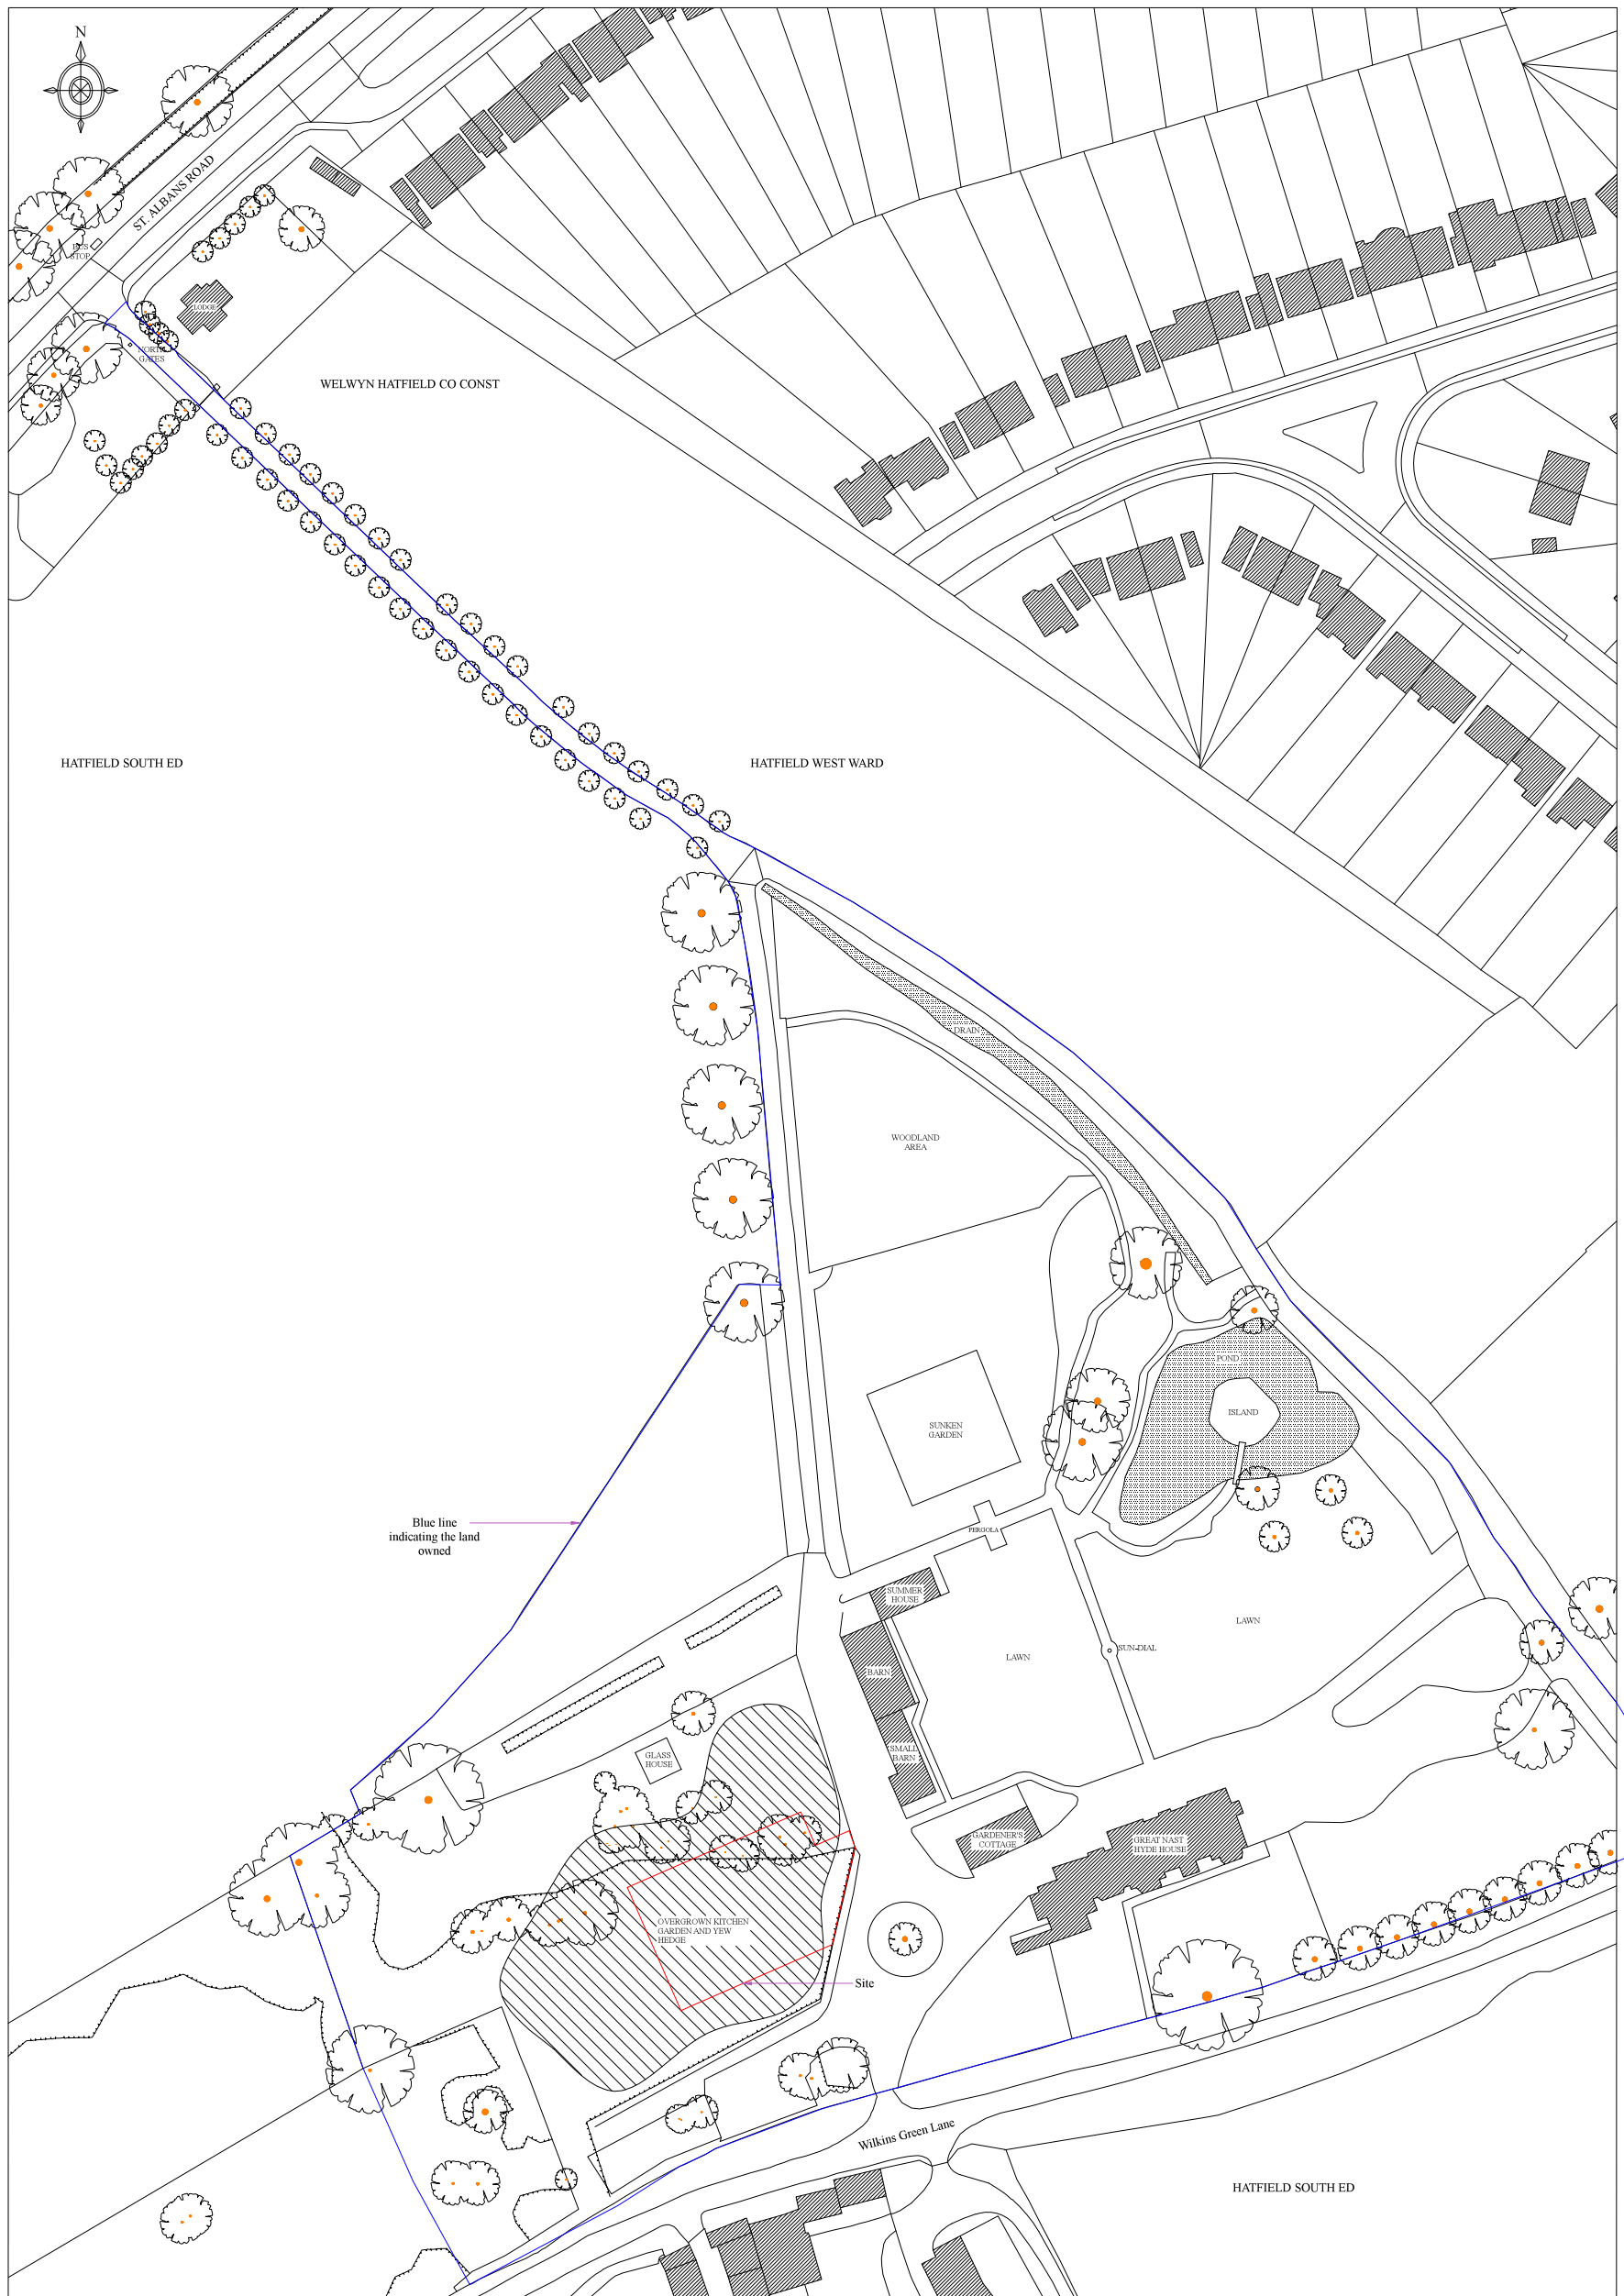 N
ST. ALBANS ROAD
BUS
STOP
LODGE
NORTH
GATES
WELWYN HATFIELD CO CONST
HATFIELD SOUTH ED
HATFIELD WEST WARD
DRAIN
WOODLAND
AREA
POND
ISLAND
SUNKEN
GARDEN
Blue line
indicating the land
owned
PERGOLA
SUMMER
HOUSE
LAWN
SUN-DIAL
LAWN
BARN
SMALL
BARN
GLASS
HOUSE
GARDENER'S
COTTAGE
GREAT NAST
HYDE HOUSE
OVERGROWN KITCHEN
GARDEN AND YEW
HEDGE
Site
Wilkins Green Lane
HATFIELD SOUTH ED